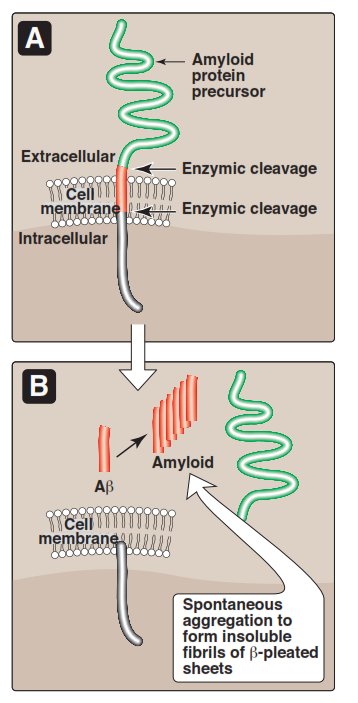 A
Amyloid
protein
precursor
Extracellular
Enzymic cleavage
Cell
membrane
Enzymic cleavage
Intracellular
B
Amyloid
Aβ
Cell
membrane
Spontaneous
aggregation to
form insoluble
fibrils of β-pleated
sheets